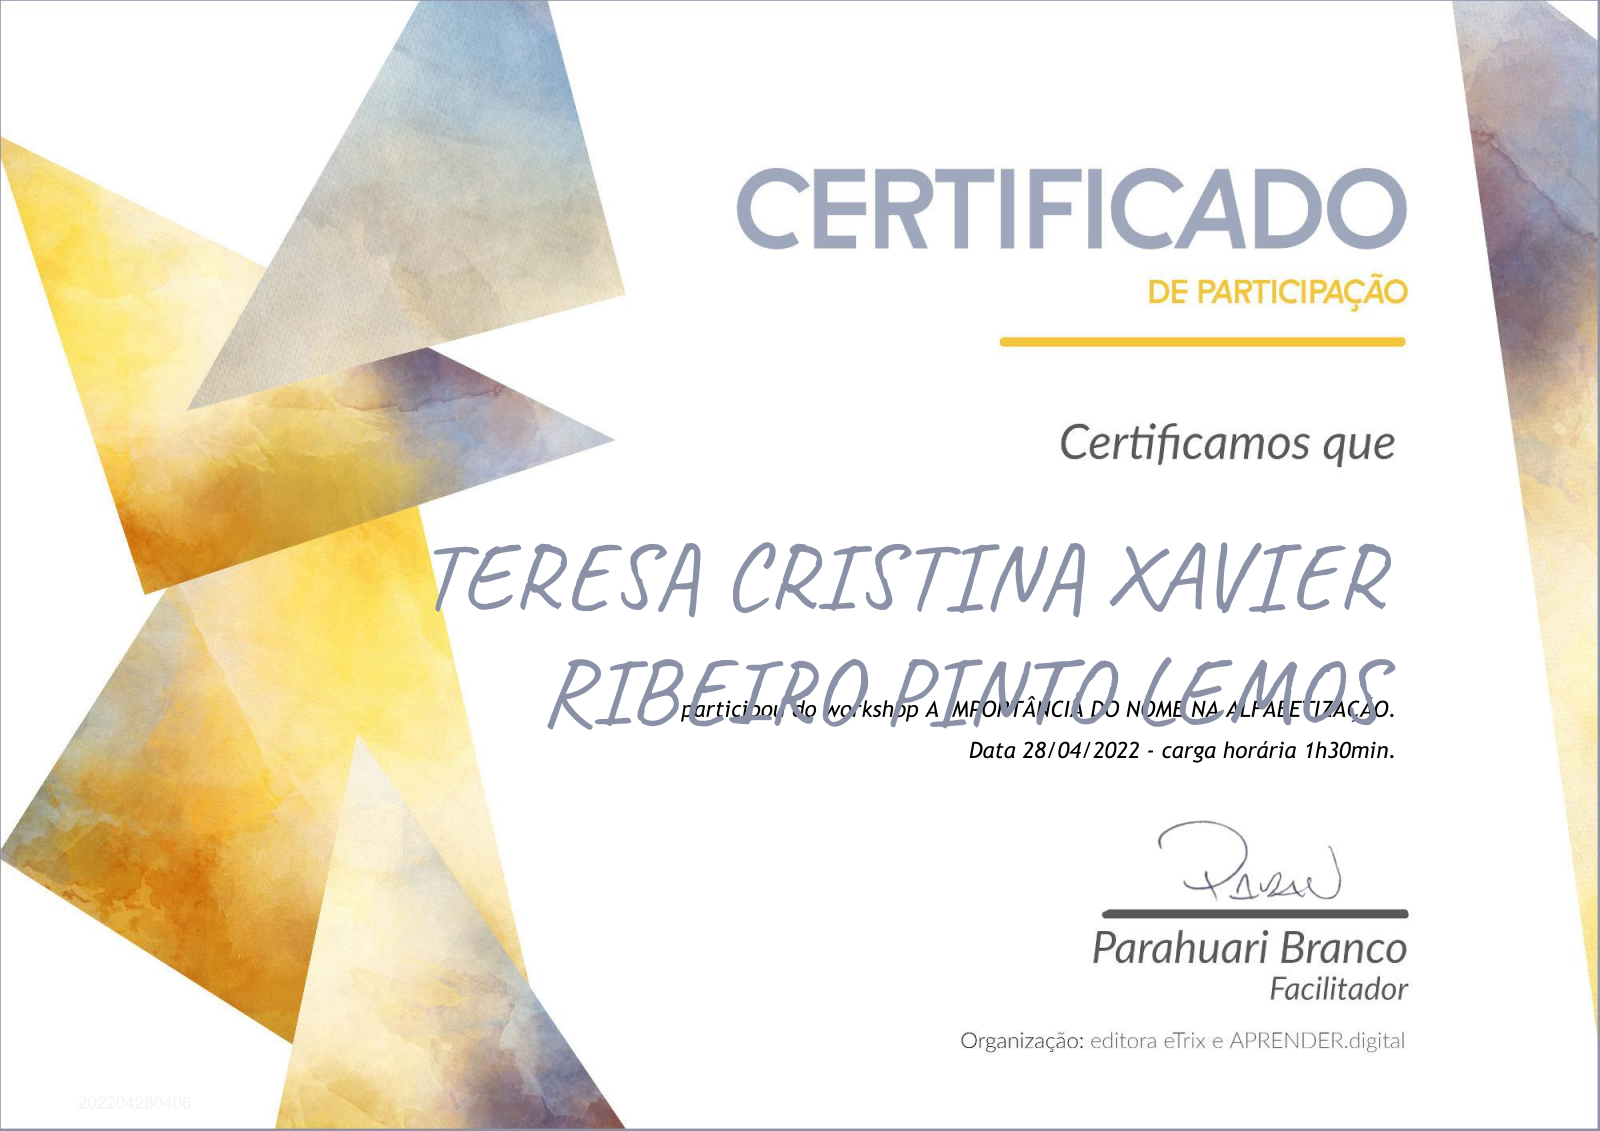 CERTIFICADO
DE PARTICIPAÇÃO
Certificamos que
TERESA CRISTINA XAVIER
RIBEIRO PINTO LEMOS
participou do workshop A IMPORTÂNCIA DO NOME NA ALFABETIZAÇÃO.
Data 28/04/2022 - carga horária 1h30min.
Parahuari Branco
Facilitador
Organização: editora eTrix e APRENDER.digital
202204280406